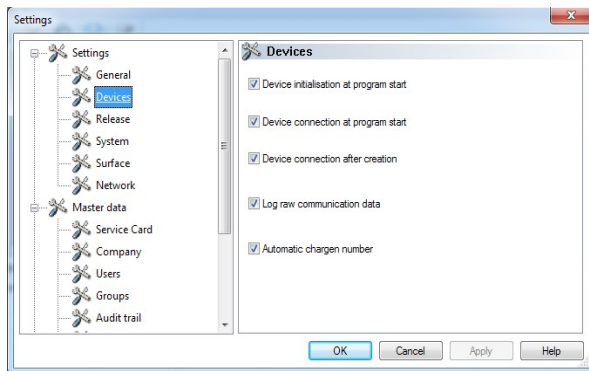 Settings
Settings
General
Devices
Release
System
Surface
Network
Master data
Service Card
Company
Users
Groups
Audit trail
Devices
Device initialisation at program start
Device connection at program start
Device connection after creation
Log raw communication data
Automatic chargen number
OK Cancel Apply Help